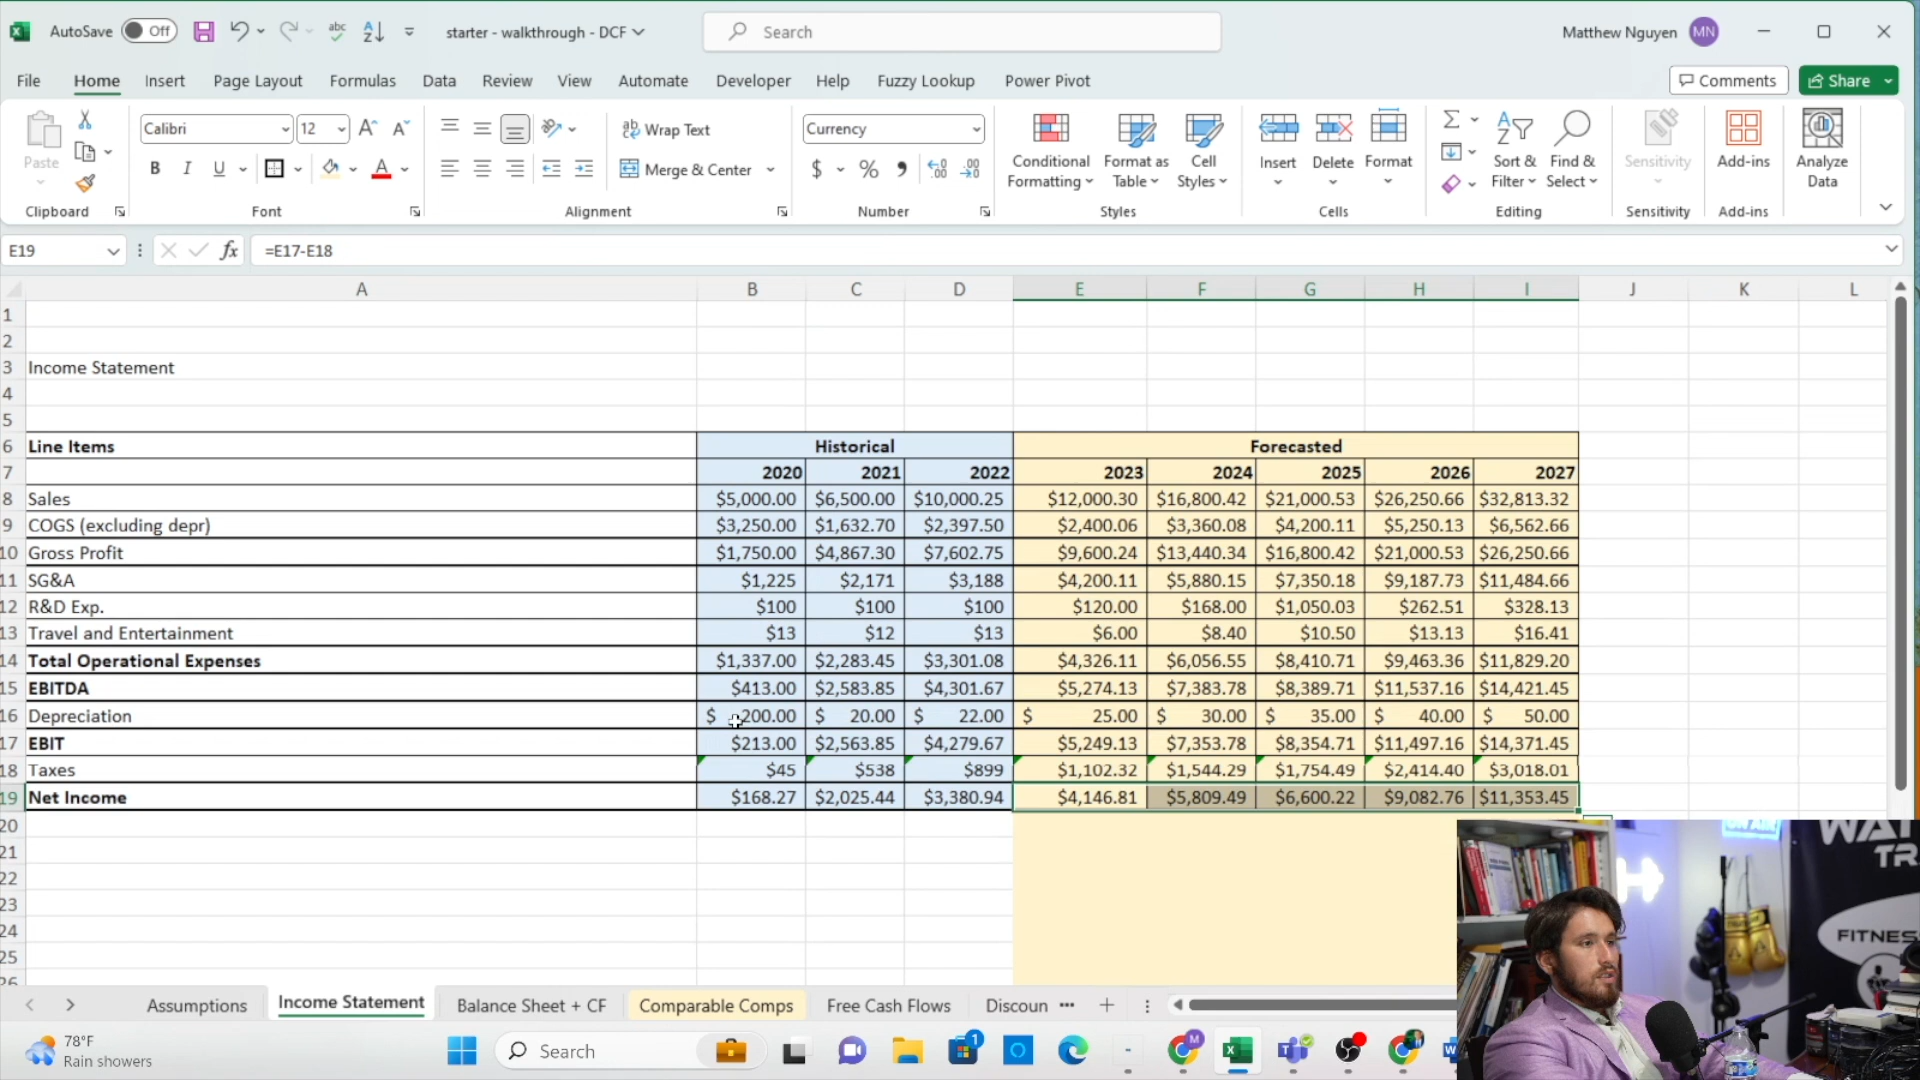 AutoSave Off starter - walkthrough - DCF Search Matthew Nguyen MN
File Home Insert Page Layout Formulas Data Review View Automate Developer Help Fuzzy Lookup Power Pivot Comments Share
Paste Calibri 12 Wrap Text Currency Conditional Formatting Format as Table Cell Styles Insert Delete Format Sort & Filter Find & Select Sensitivity Add-ins Analyze Data
B I U Merge & Center $ %
Clipboard Font Alignment Number Styles Cells Editing Sensitivity Add-ins
E19 fx =E17-E18
A B C D E F G H I J K L
1
2
3 Income Statement
4
5
6 Line Items Historical Forecasted
7 2020 2021 2022 2023 2024 2025 2026 2027
8 Sales $5,000.00 $6,500.00 $10,000.25 $12,000.30 $16,800.42 $21,000.53 $26,250.66 $32,813.32
9 COGS (excluding depr) $3,250.00 $1,632.70 $2,397.50 $2,400.06 $3,360.08 $4,200.11 $5,250.13 $6,562.66
10 Gross Profit $1,750.00 $4,867.30 $7,602.75 $9,600.24 $13,440.34 $16,800.42 $21,000.53 $26,250.66
11 SG&A $1,225 $2,171 $3,188 $4,200.11 $5,880.15 $7,350.18 $9,187.73 $11,484.66
12 R&D Exp. $100 $100 $100 $120.00 $168.00 $1,050.03 $262.51 $328.13
13 Travel and Entertainment $13 $12 $13 $6.00 $8.40 $10.50 $13.13 $16.41
14 Total Operational Expenses $1,337.00 $2,283.45 $3,301.08 $4,326.11 $6,056.55 $8,410.71 $9,463.36 $11,829.20
15 EBITDA $413.00 $2,583.85 $4,301.67 $5,274.13 $7,383.78 $8,389.71 $11,537.16 $14,421.45
16 Depreciation $ 200.00 $ 20.00 $ 22.00 $ 25.00 $ 30.00 $ 35.00 $ 40.00 $ 50.00
17 EBIT $213.00 $2,563.85 $4,279.67 $5,249.13 $7,353.78 $8,354.71 $11,497.16 $14,371.45
18 Taxes $45 $538 $899 $1,102.32 $1,544.29 $1,754.49 $2,414.40 $3,018.01
19 Net Income $168.27 $2,025.44 $3,380.94 $4,146.81 $5,809.49 $6,600.22 $9,082.76 $11,353.45
20
21
22
23
24
25
26
Assumptions Income Statement Balance Sheet + CF Comparable Comps Free Cash Flows Discoun ...
78°F
Rain showers
Search
FITNES